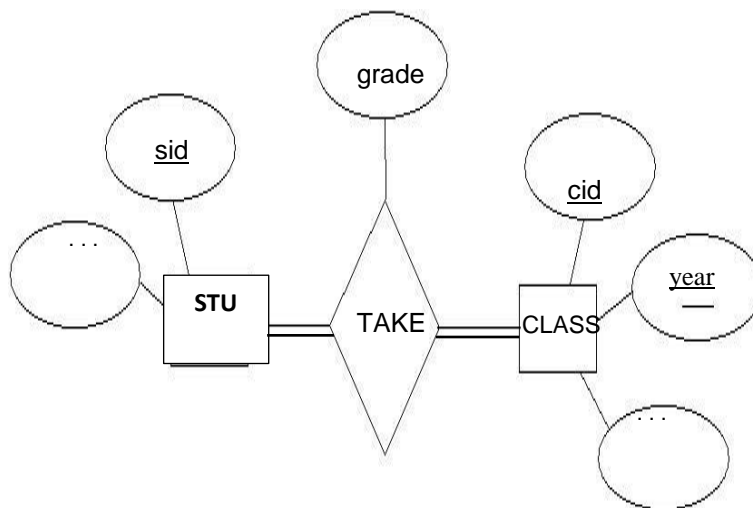 grade
sid
cid
. . .
year
STU
TAKE
CLASS
. . .